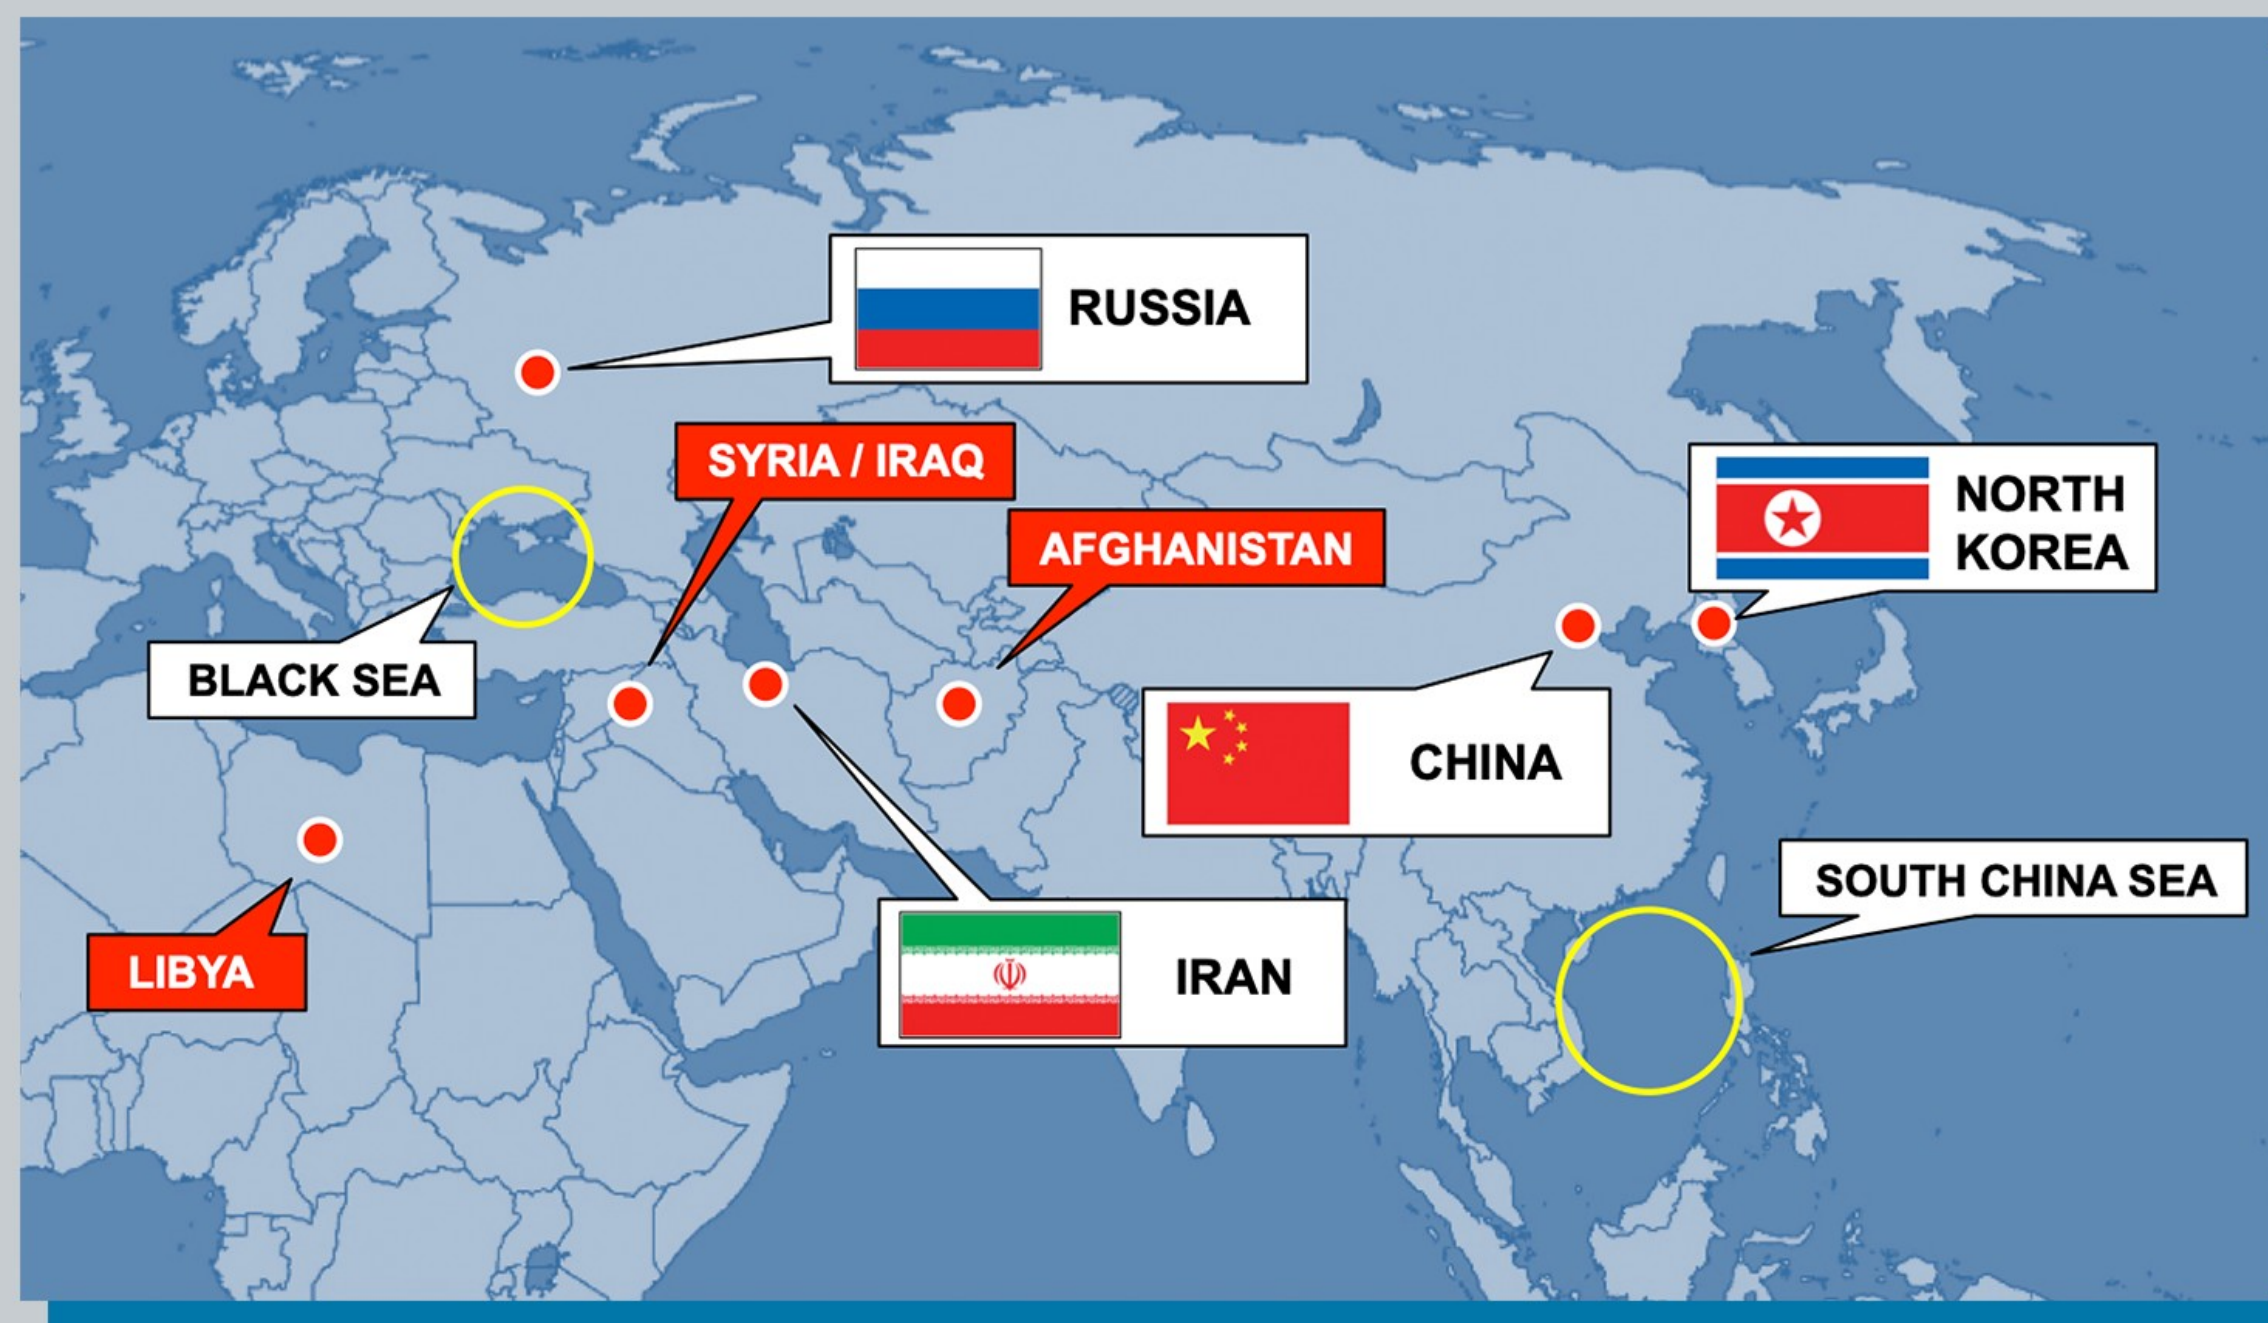 RUSSIA
SYRIA / IRAQ
AFGHANISTAN
NORTH
KOREA
BLACK SEA
CHINA
SOUTH CHINA SEA
LIBYA
IRAN